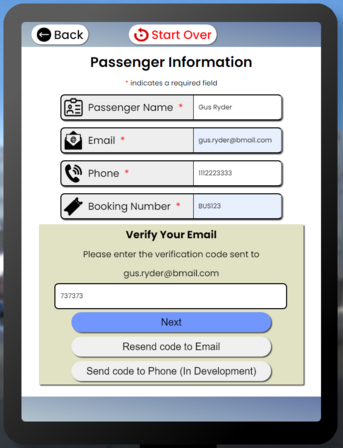 Back
Start Over
Passenger Information
* indicates a required field
Passenger Name * Gus Ryder
Email * gus.ryder@bmail.com
Phone * 1112223333
Booking Number * BUS123
Verify Your Email
Please enter the verification code sent to
gus.ryder@bmail.com
737373
Next
Resend code to Email
Send code to Phone (In Development)